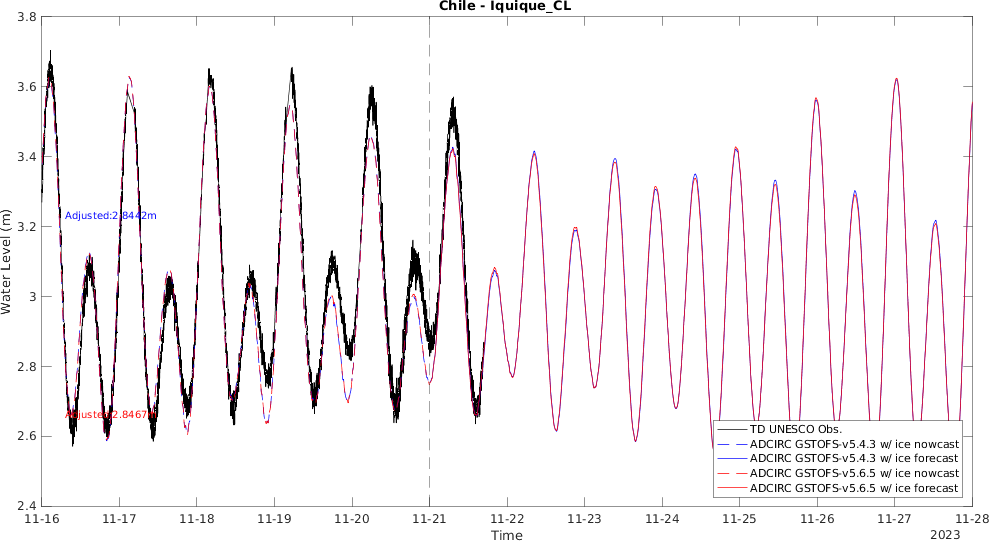 Chile - Iquique_CL
3.8
3.6
3.4
3.2
3
2.8
2.6
2.4
Water Level (m)
Adjusted:2.8442m
Adjusted:2.8467m
TD UNESCO Obs.
ADCIRC GSTOFS-v5.4.3 w/ ice nowcast
ADCIRC GSTOFS-v5.4.3 w/ ice forecast
ADCIRC GSTOFS-v5.6.5 w/ ice nowcast
ADCIRC GSTOFS-v5.6.5 w/ ice forecast
11-16 11-17 11-18 11-19 11-20 11-21 11-22 11-23 11-24 11-25 11-26 11-27 11-28
Time
2023